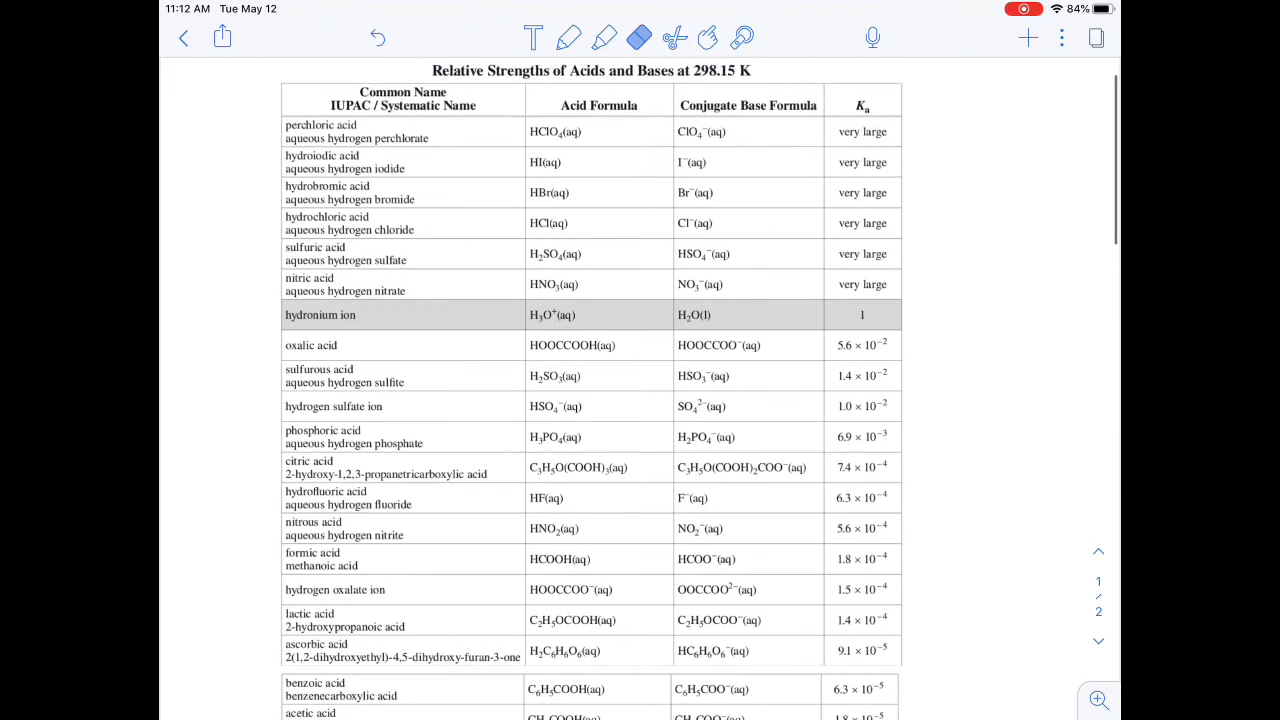 11:12 AM Tue May 12
84%
Relative Strengths of Acids and Bases at 298.15 K
Common Name
IUPAC / Systematic Name Acid Formula Conjugate Base Formula Kₐ
perchloric acid
aqueous hydrogen perchlorate HClO₄(aq) ClO₄⁻(aq) very large
hydroiodic acid
aqueous hydrogen iodide HI(aq) I⁻(aq) very large
hydrobromic acid
aqueous hydrogen bromide HBr(aq) Br⁻(aq) very large
hydrochloric acid
aqueous hydrogen chloride HCl(aq) Cl⁻(aq) very large
sulfuric acid
aqueous hydrogen sulfate H₂SO₄(aq) HSO₄⁻(aq) very large
nitric acid
aqueous hydrogen nitrate HNO₃(aq) NO₃⁻(aq) very large
hydronium ion H₃O⁺(aq) H₂O(l) 1
oxalic acid HOOCCOOH(aq) HOOCCOO⁻(aq) 5.6 × 10⁻²
sulfurous acid
aqueous hydrogen sulfite H₂SO₃(aq) HSO₃⁻(aq) 1.4 × 10⁻²
hydrogen sulfate ion HSO₄⁻(aq) SO₄²⁻(aq) 1.0 × 10⁻²
phosphoric acid
aqueous hydrogen phosphate H₃PO₄(aq) H₂PO₄⁻(aq) 6.9 × 10⁻³
citric acid
2-hydroxy-1,2,3-propanetricarboxylic acid C₃H₅O(COOH)₃(aq) C₃H₅O(COOH)₂COO⁻(aq) 7.4 × 10⁻⁴
hydrofluoric acid
aqueous hydrogen fluoride HF(aq) F⁻(aq) 6.3 × 10⁻⁴
nitrous acid
aqueous hydrogen nitrite HNO₂(aq) NO₂⁻(aq) 5.6 × 10⁻⁴
formic acid
methanoic acid HCOOH(aq) HCOO⁻(aq) 1.8 × 10⁻⁴
hydrogen oxalate ion HOOCCOO⁻(aq) OOCCOO²⁻(aq) 1.5 × 10⁻⁴
lactic acid
2-hydroxypropanoic acid C₂H₅OCOOH(aq) C₂H₅OCOO⁻(aq) 1.4 × 10⁻⁴
ascorbic acid
2(1,2-dihydroxyethyl)-4,5-dihydroxy-furan-3-one H₂C₆H₆O₆(aq) HC₆H₆O₆⁻(aq) 9.1 × 10⁻⁵
benzoic acid
benzenecarboxylic acid C₆H₅COOH(aq) C₆H₅COO⁻(aq) 6.3 × 10⁻⁵
acetic acid CH₃COOH(aq) CH₃COO⁻(aq) 1.8 × 10⁻⁵
1
/
2